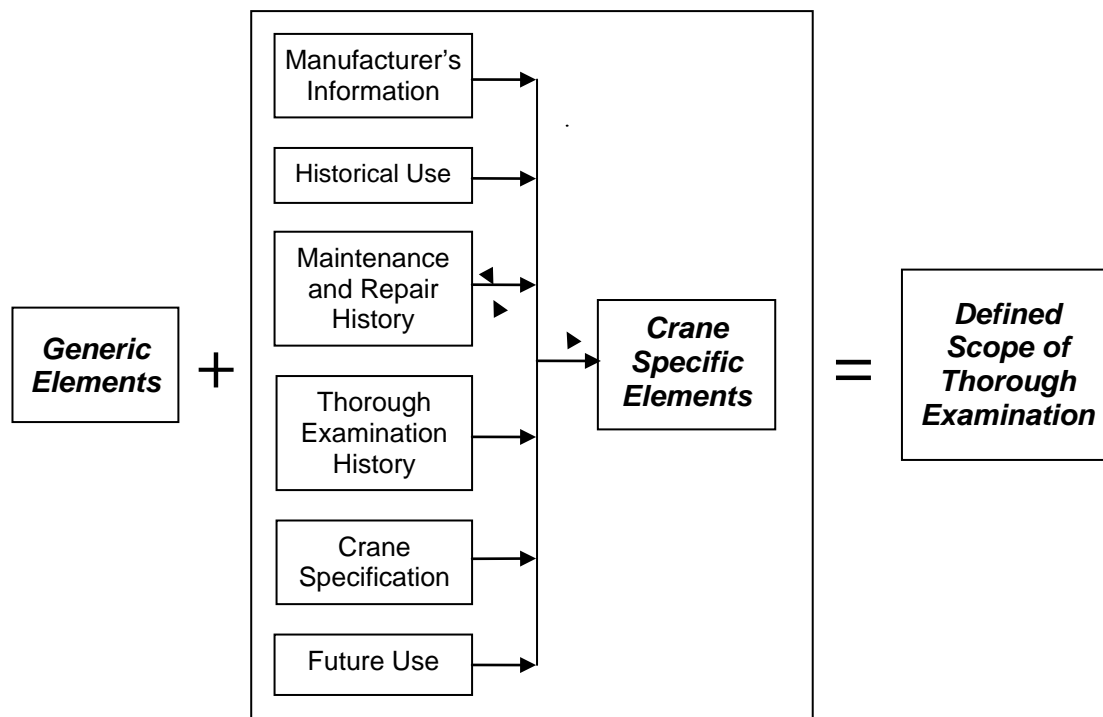 Generic
Elements
+
Manufacturer's
Information
Historical Use
Maintenance
and Repair
History
Thorough
Examination
History
Crane
Specification
Future Use
Crane
Specific
Elements
=
Defined
Scope of
Thorough
Examination